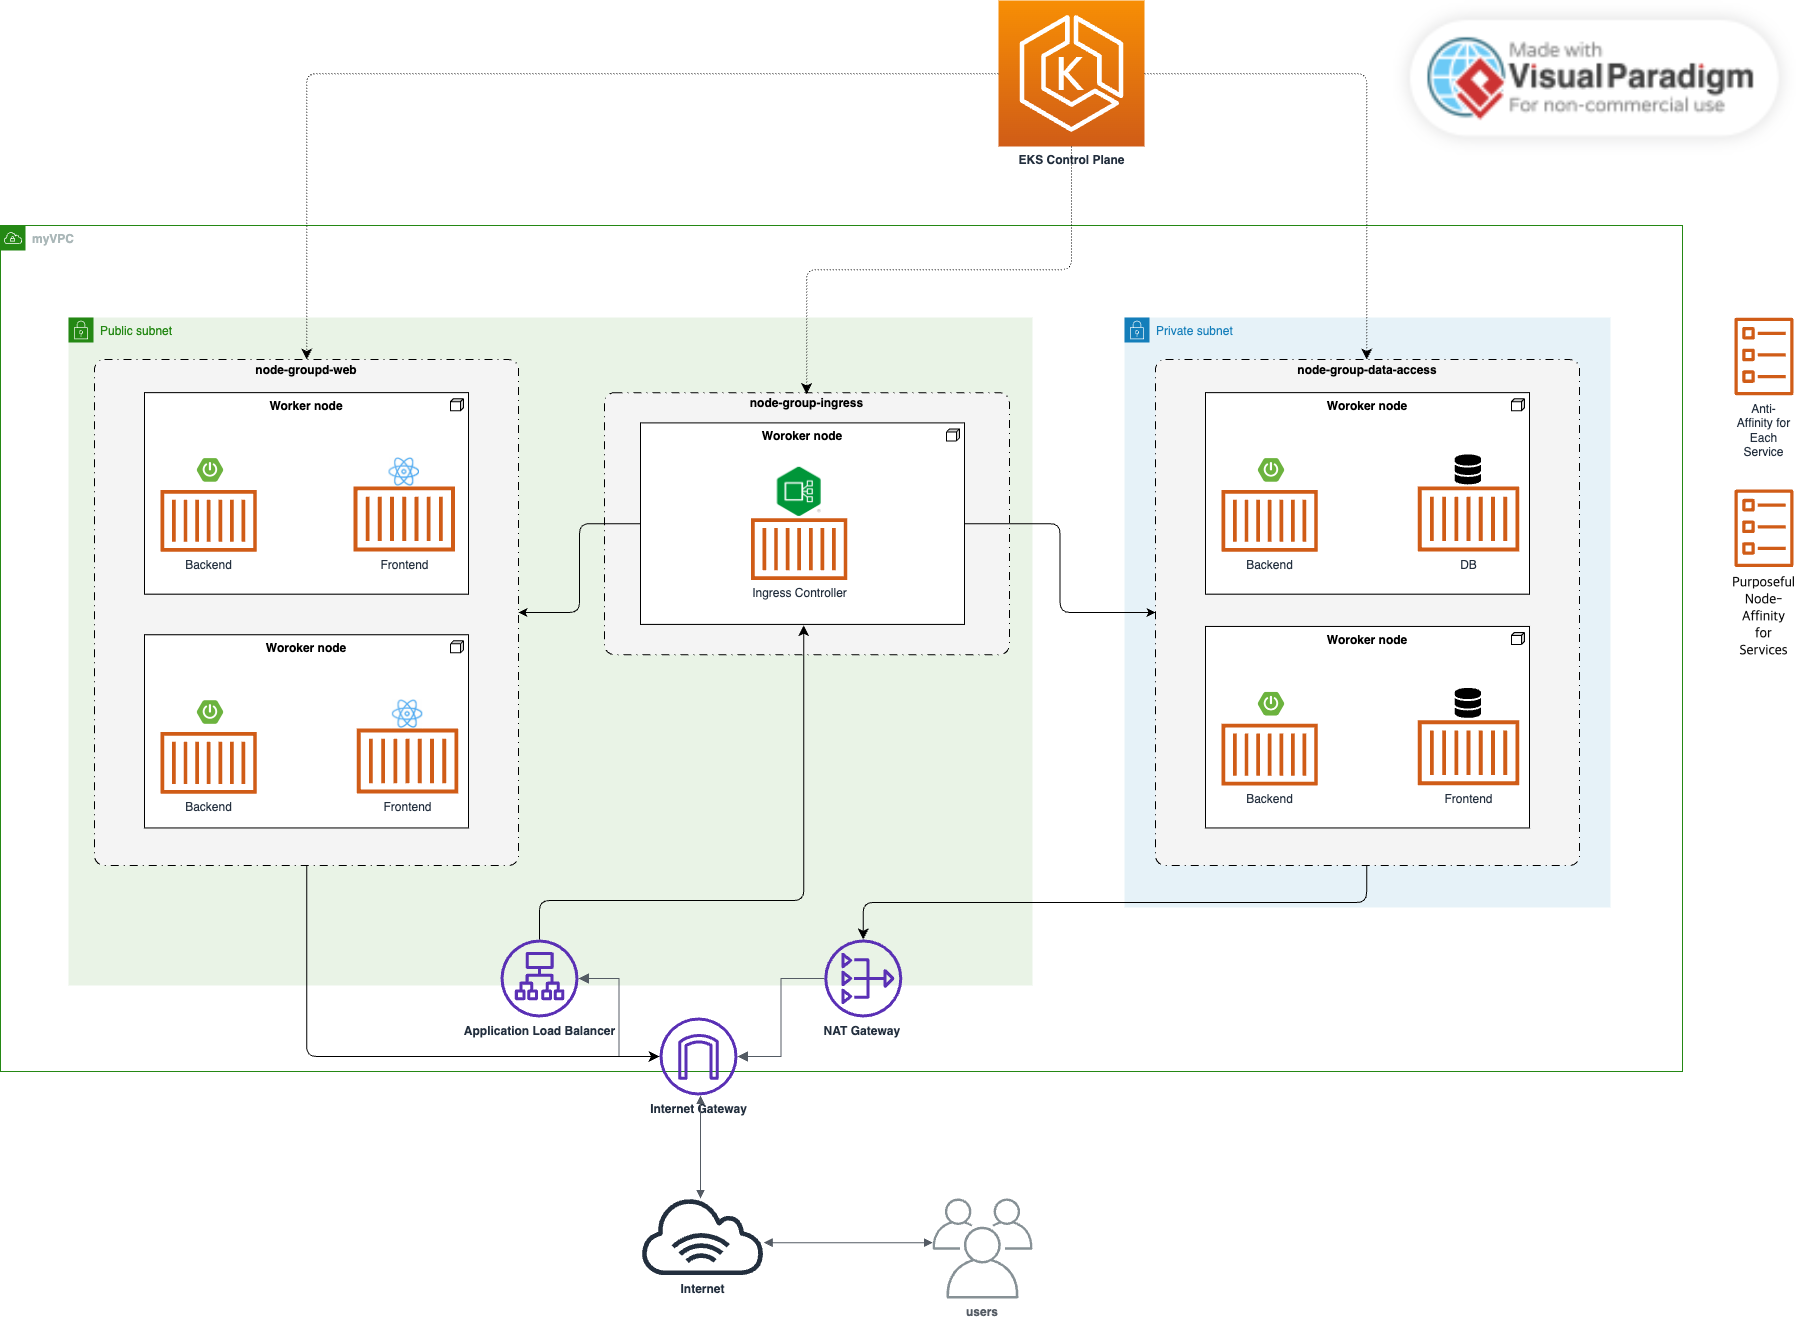 Made with
Visual Paradigm
For non-commercial use
K
EKS Control Plane
myVPC
Public subnet
Private subnet
node-groupd-web
node-group-ingress
node-group-data-access
Worker node
Backend
Frontend
Woroker node
Backend
Frontend
Woroker node
Ingress Controller
Woroker node
Backend
DB
Woroker node
Backend
Frontend
Anti-
Affinity for
Each
Service
Purposeful
Node-
Affinity
for
Services
Application Load Balancer
NAT Gateway
Internet Gateway
Internet
users